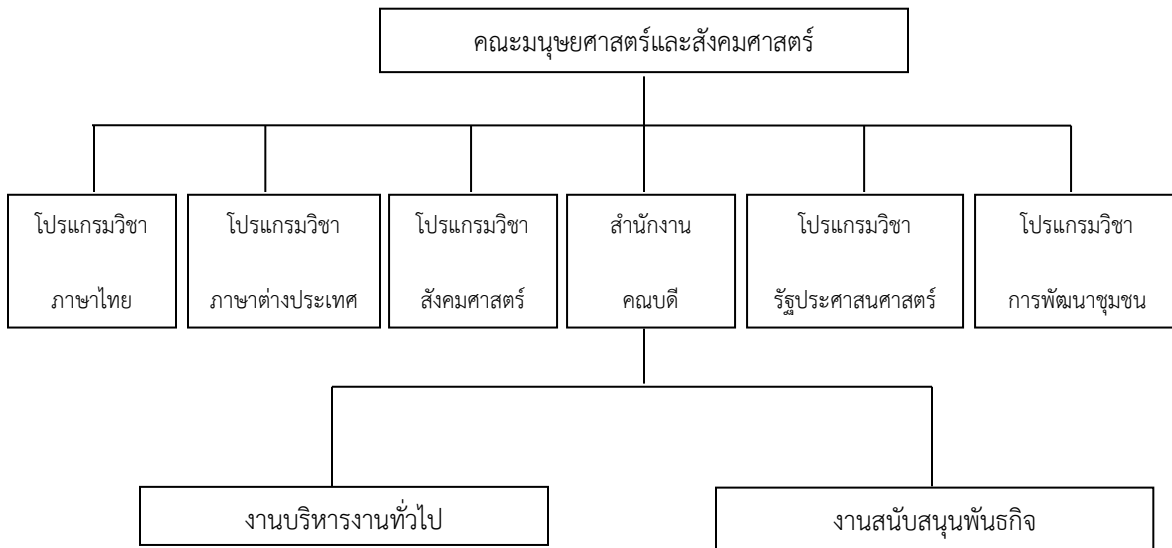 คณะมนุษยศาสตร์และสังคมศาสตร์
โปรแกรมวิชา
ภาษาไทย
โปรแกรมวิชา
ภาษาต่างประเทศ
โปรแกรมวิชา
สังคมศาสตร์
สำนักงาน
คณบดี
โปรแกรมวิชา
รัฐประศาสนศาสตร์
โปรแกรมวิชา
การพัฒนาชุมชน
งานบริหารงานทั่วไป
งานสนับสนุนพันธกิจ